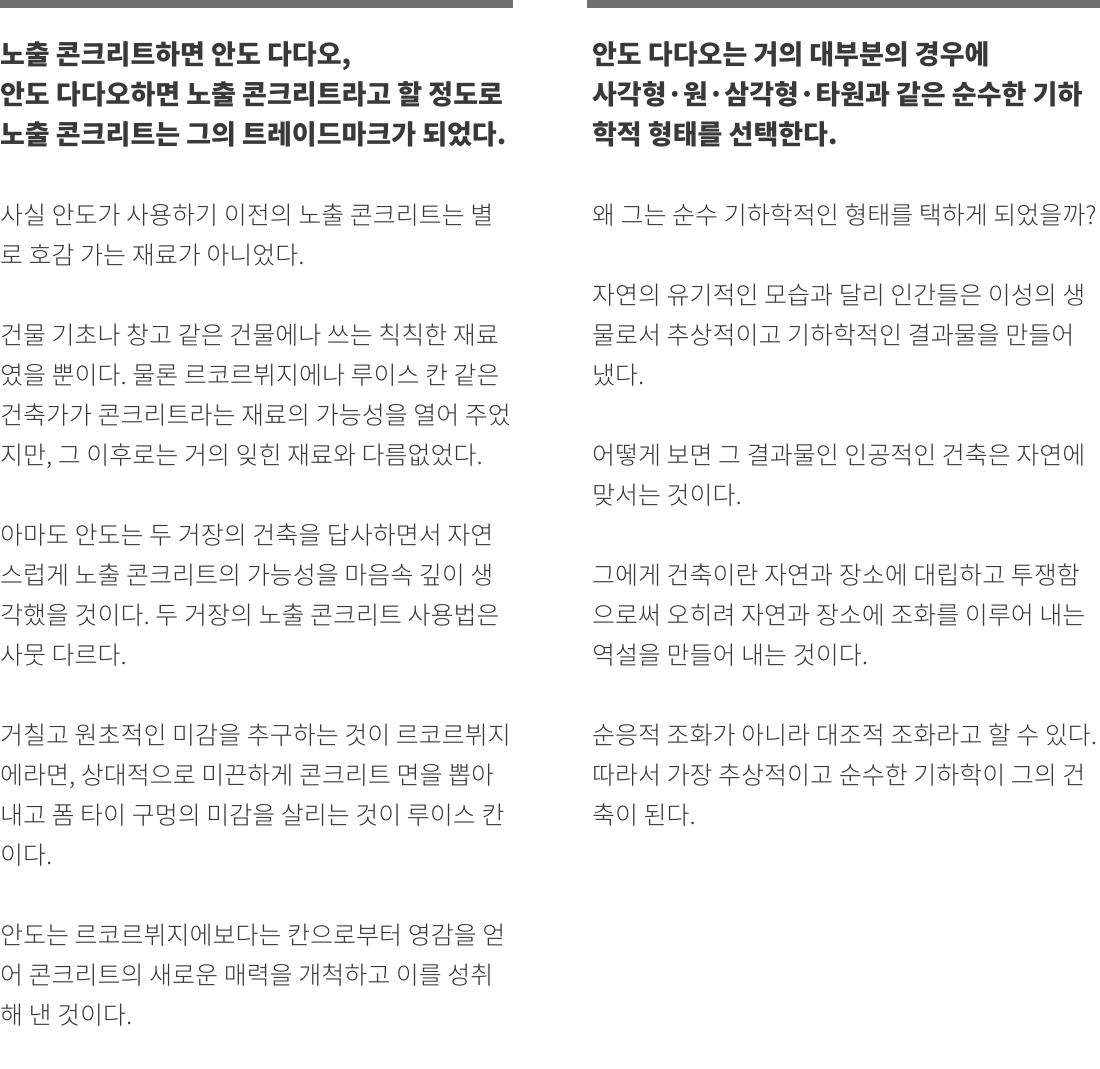 노출 콘크리트하면 안도 다다오,
안도 다다오하면 노출 콘크리트라고 할 정도로
노출 콘크리트는 그의 트레이드마크가 되었다.
사실 안도가 사용하기 이전의 노출 콘크리트는 별
로 호감 가는 재료가 아니었다.
건물 기초나 창고 같은 건물에나 쓰는 칙칙한 재료
였을 뿐이다. 물론 르코르뷔지에나 루이스 칸 같은
건축가가 콘크리트라는 재료의 가능성을 열어 주었
지만, 그 이후로는 거의 잊힌 재료와 다름없었다.
아마도 안도는 두 거장의 건축을 답사하면서 자연
스럽게 노출 콘크리트의 가능성을 마음속 깊이 생
각했을 것이다. 두 거장의 노출 콘크리트 사용법은
사뭇 다르다.
거칠고 원초적인 미감을 추구하는 것이 르코르뷔지
에라면, 상대적으로 미끈하게 콘크리트 면을 뽑아
내고 폼 타이 구멍의 미감을 살리는 것이 루이스 칸
이다.
안도는 르코르뷔지에보다는 칸으로부터 영감을 얻
어 콘크리트의 새로운 매력을 개척하고 이를 성취
해 낸 것이다.
안도 다다오는 거의 대부분의 경우에
사각형·원·삼각형·타원과 같은 순수한 기하
학적 형태를 선택한다.
왜 그는 순수 기하학적인 형태를 택하게 되었을까?
자연의 유기적인 모습과 달리 인간들은 이성의 생
물로서 추상적이고 기하학적인 결과물을 만들어
냈다.
어떻게 보면 그 결과물인 인공적인 건축은 자연에
맞서는 것이다.
그에게 건축이란 자연과 장소에 대립하고 투쟁함
으로써 오히려 자연과 장소에 조화를 이루어 내는
역설을 만들어 내는 것이다.
순응적 조화가 아니라 대조적 조화라고 할 수 있다.
따라서 가장 추상적이고 순수한 기하학이 그의 건
축이 된다.